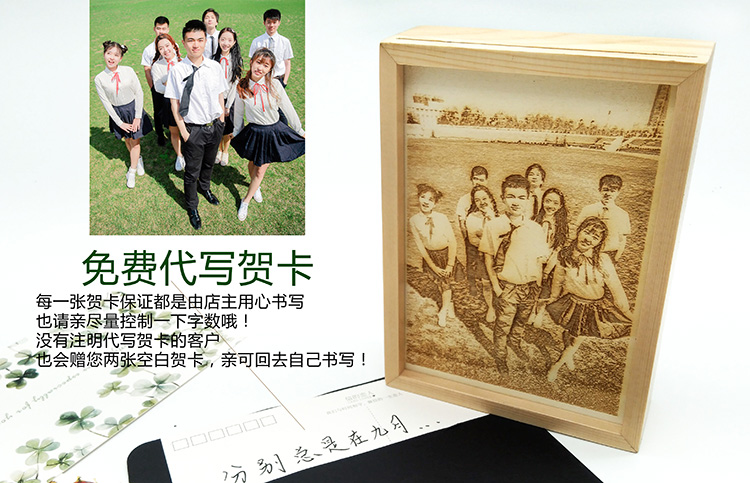 免费代写贺卡
每一张贺卡保证都是由店主用心书写
也请亲尽量控制一下字数哦！
没有注明代写贺卡的客户
也会赠您两张空白贺卡，亲可回去自己书写！
分别总是在九月...